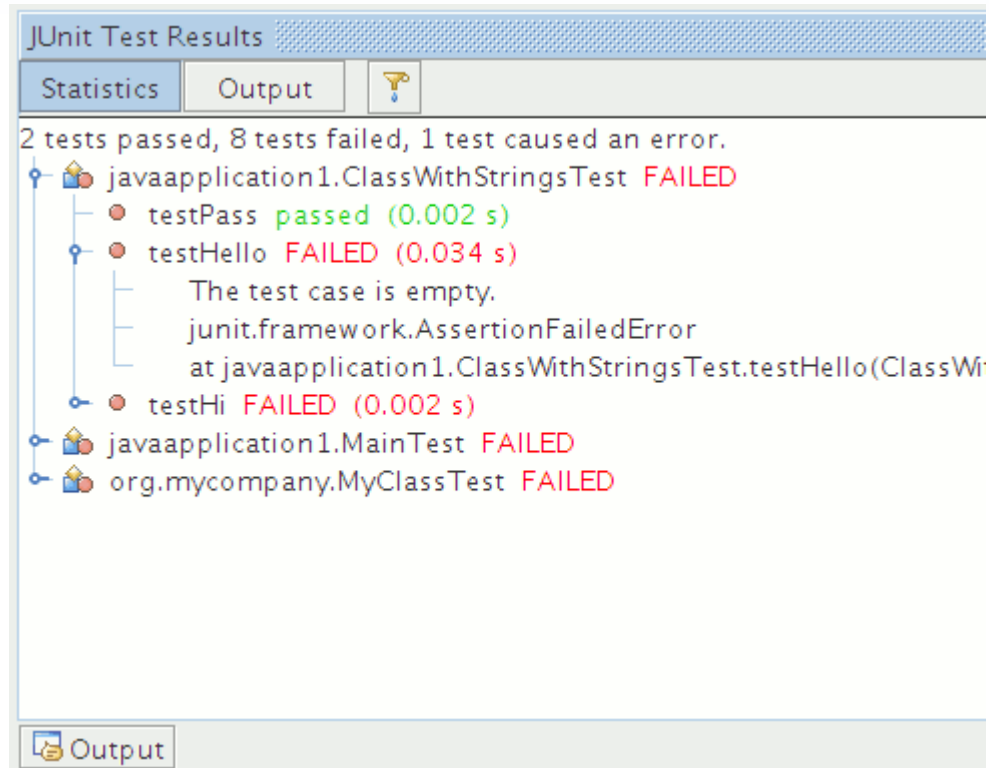 JUnit Test Results
Statistics Output
2 tests passed, 8 tests failed, 1 test caused an error.
javaapplication1.ClassWithStringsTest FAILED
testPass passed (0.002 s)
testHello FAILED (0.034 s)
The test case is empty.
junit.framework.AssertionFailedError
at javaapplication1.ClassWithStringsTest.testHello(ClassWi
testHi FAILED (0.002 s)
javaapplication1.MainTest FAILED
org.mycompany.MyClassTest FAILED
Output